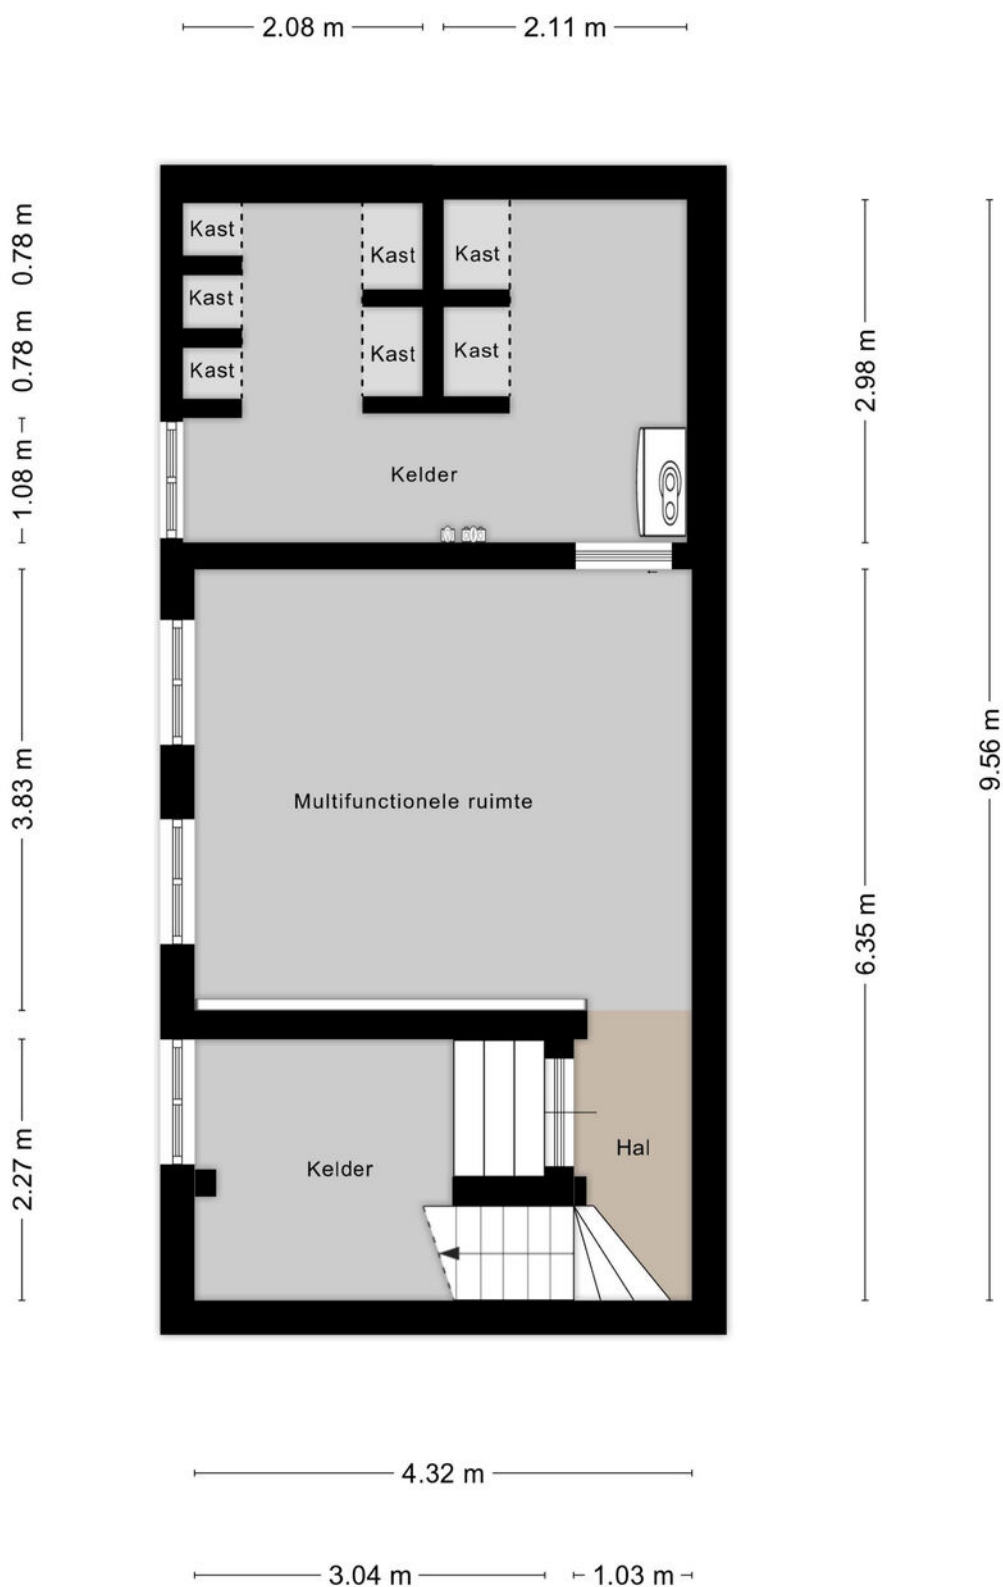 2.08 m
2.11 m
0.78 m
0.78 m
1.08 m
3.83 m
2.27 m
Kast
Kast
Kast
Kast
Kast
Kast
Kast
Kelder
Multifunctionele ruimte
Kelder
Hal
2.98 m
6.35 m
9.56 m
4.32 m
3.04 m
1.03 m